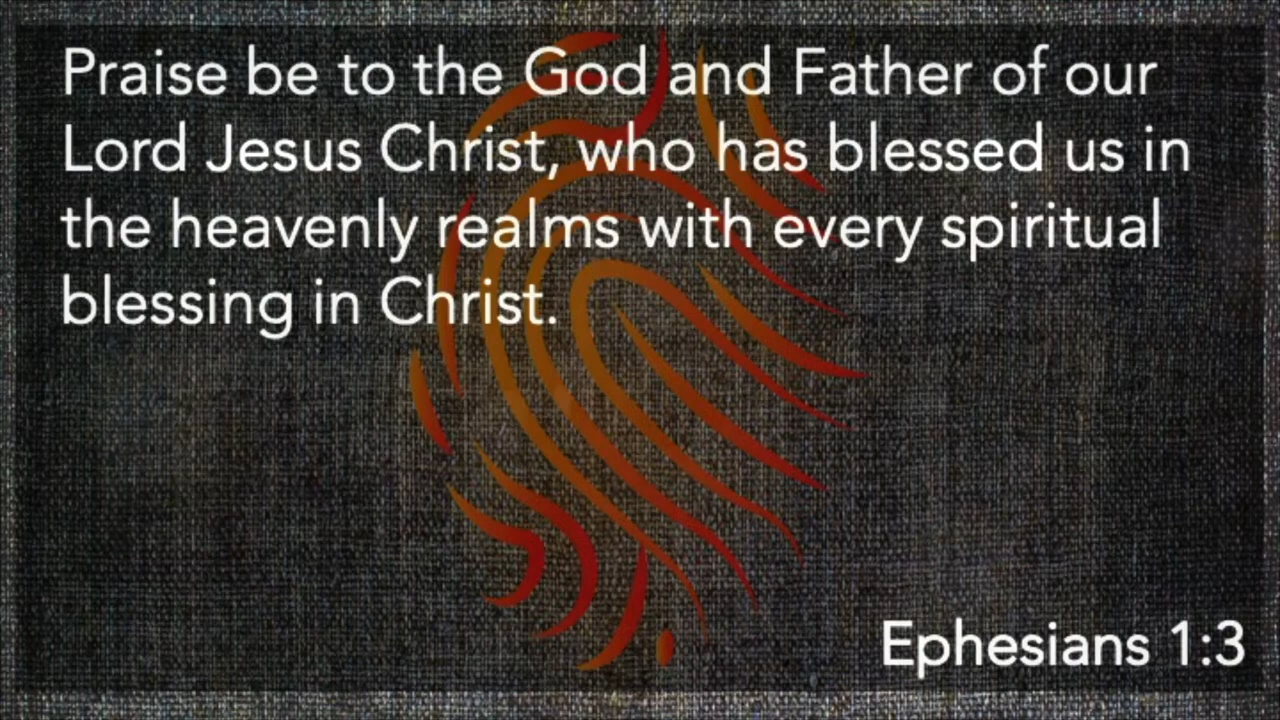 Praise be to the God and Father of our
Lord Jesus Christ, who has blessed us in
the heavenly realms with every spiritual
blessing in Christ.
Ephesians 1:3